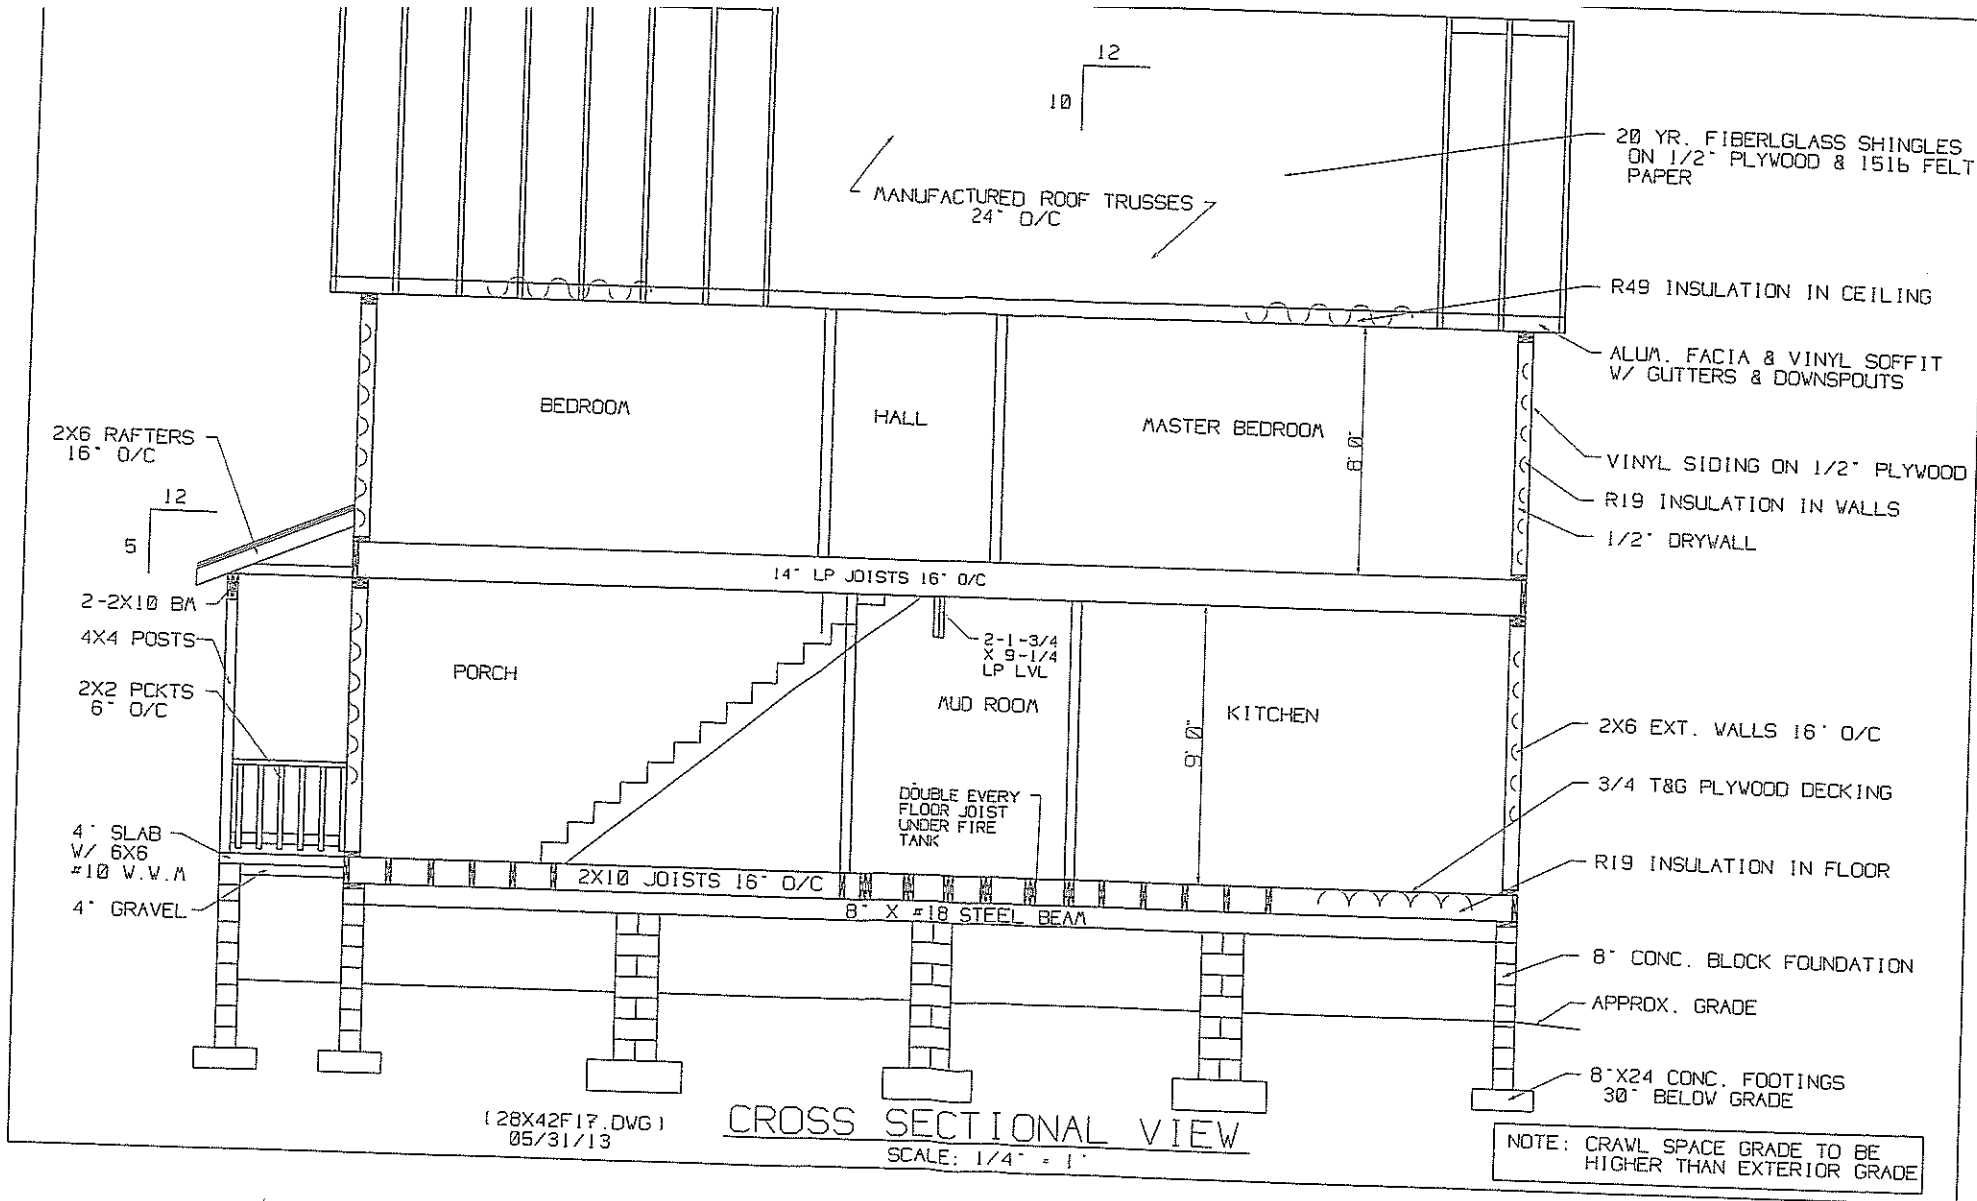 12
10
20 YR. FIBERLGLASS SHINGLES
ON 1/2" PLYWOOD & 15lb FELT
PAPER
MANUFACTURED ROOF TRUSSES
24" O/C
R49 INSULATION IN CEILING
ALUM. FACIA & VINYL SOFFIT
W/ GUTTERS & DOWNSPOUTS
BEDROOM
HALL
MASTER BEDROOM
8'0"
2X6 RAFTERS
16" O/C
12
5
VINYL SIDING ON 1/2" PLYWOOD
R19 INSULATION IN WALLS
1/2" DRYWALL
14" LP JOISTS 16" O/C
2-2X10 BM
4X4 POSTS
2X2 PCKTS
6" O/C
PORCH
2-1-3/4
X 9-1/4
LP LVL
MUD ROOM
KITCHEN
9'0"
2X6 EXT. WALLS 16" O/C
3/4 T&G PLYWOOD DECKING
DOUBLE EVERY
FLOOR JOIST
UNDER FIRE
TANK
4" SLAB
W/ 6X6
#10 W.W.M
4" GRAVEL
R19 INSULATION IN FLOOR
2X10 JOISTS 16" O/C
8" X #18 STEEL BEAM
8" CONC. BLOCK FOUNDATION
APPROX. GRADE
8"X24 CONC. FOOTINGS
30" BELOW GRADE
(28X42F17.DWG)
05/31/13
CROSS SECTIONAL VIEW
SCALE: 1/4" = 1'
NOTE: CRAWL SPACE GRADE TO BE
HIGHER THAN EXTERIOR GRADE